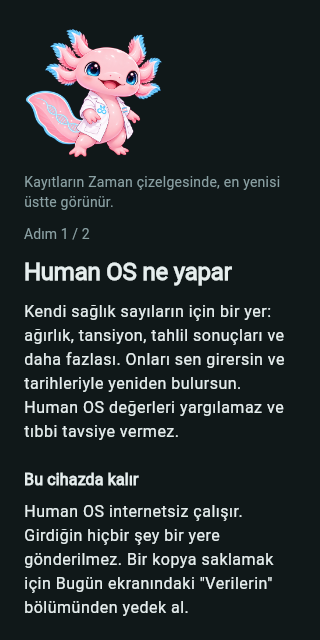 Kayıtların Zaman çizelgesinde, en yenisi
üstte görünür.
Adım 1 / 2
Human OS ne yapar
Kendi sağlık sayıların için bir yer:
ağırlık, tansiyon, tahlil sonuçları ve
daha fazlası. Onları sen girersin ve
tarihleriyle yeniden bulursun.
Human OS değerleri yargılamaz ve
tıbbi tavsiye vermez.
Bu cihazda kalır
Human OS internetsiz çalışır.
Girdiğin hiçbir şey bir yere
gönderilmez. Bir kopya saklamak
için Bugün ekranındaki "Verilerin"
bölümünden yedek al.